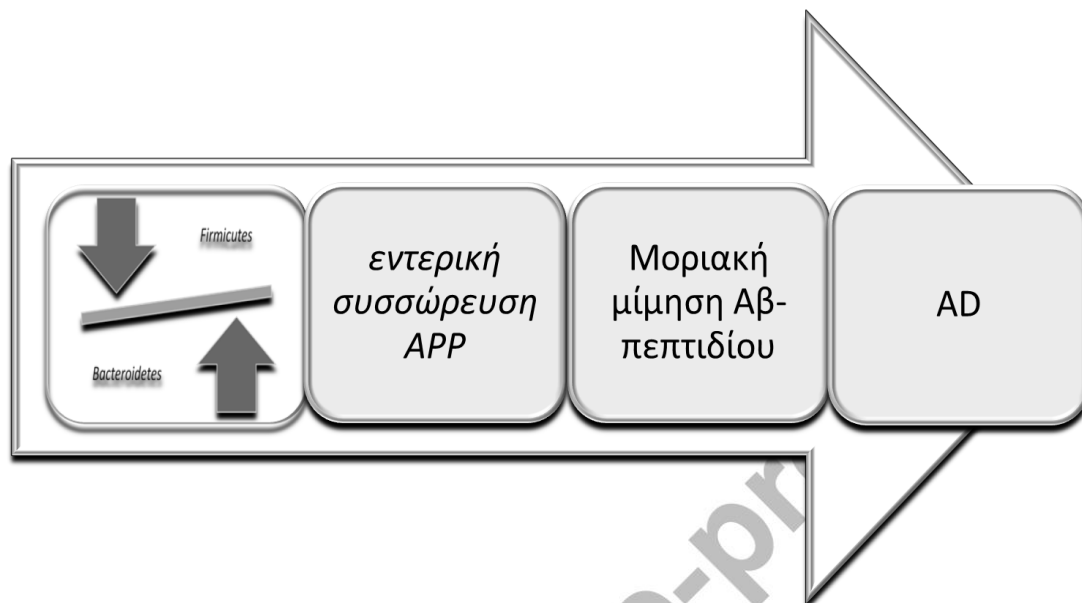 Firmicutes
Bacteroidetes
εντερική
συσσώρευση
APP
Μοριακή
μίμηση Αβ-
πεπτιδίου
AD